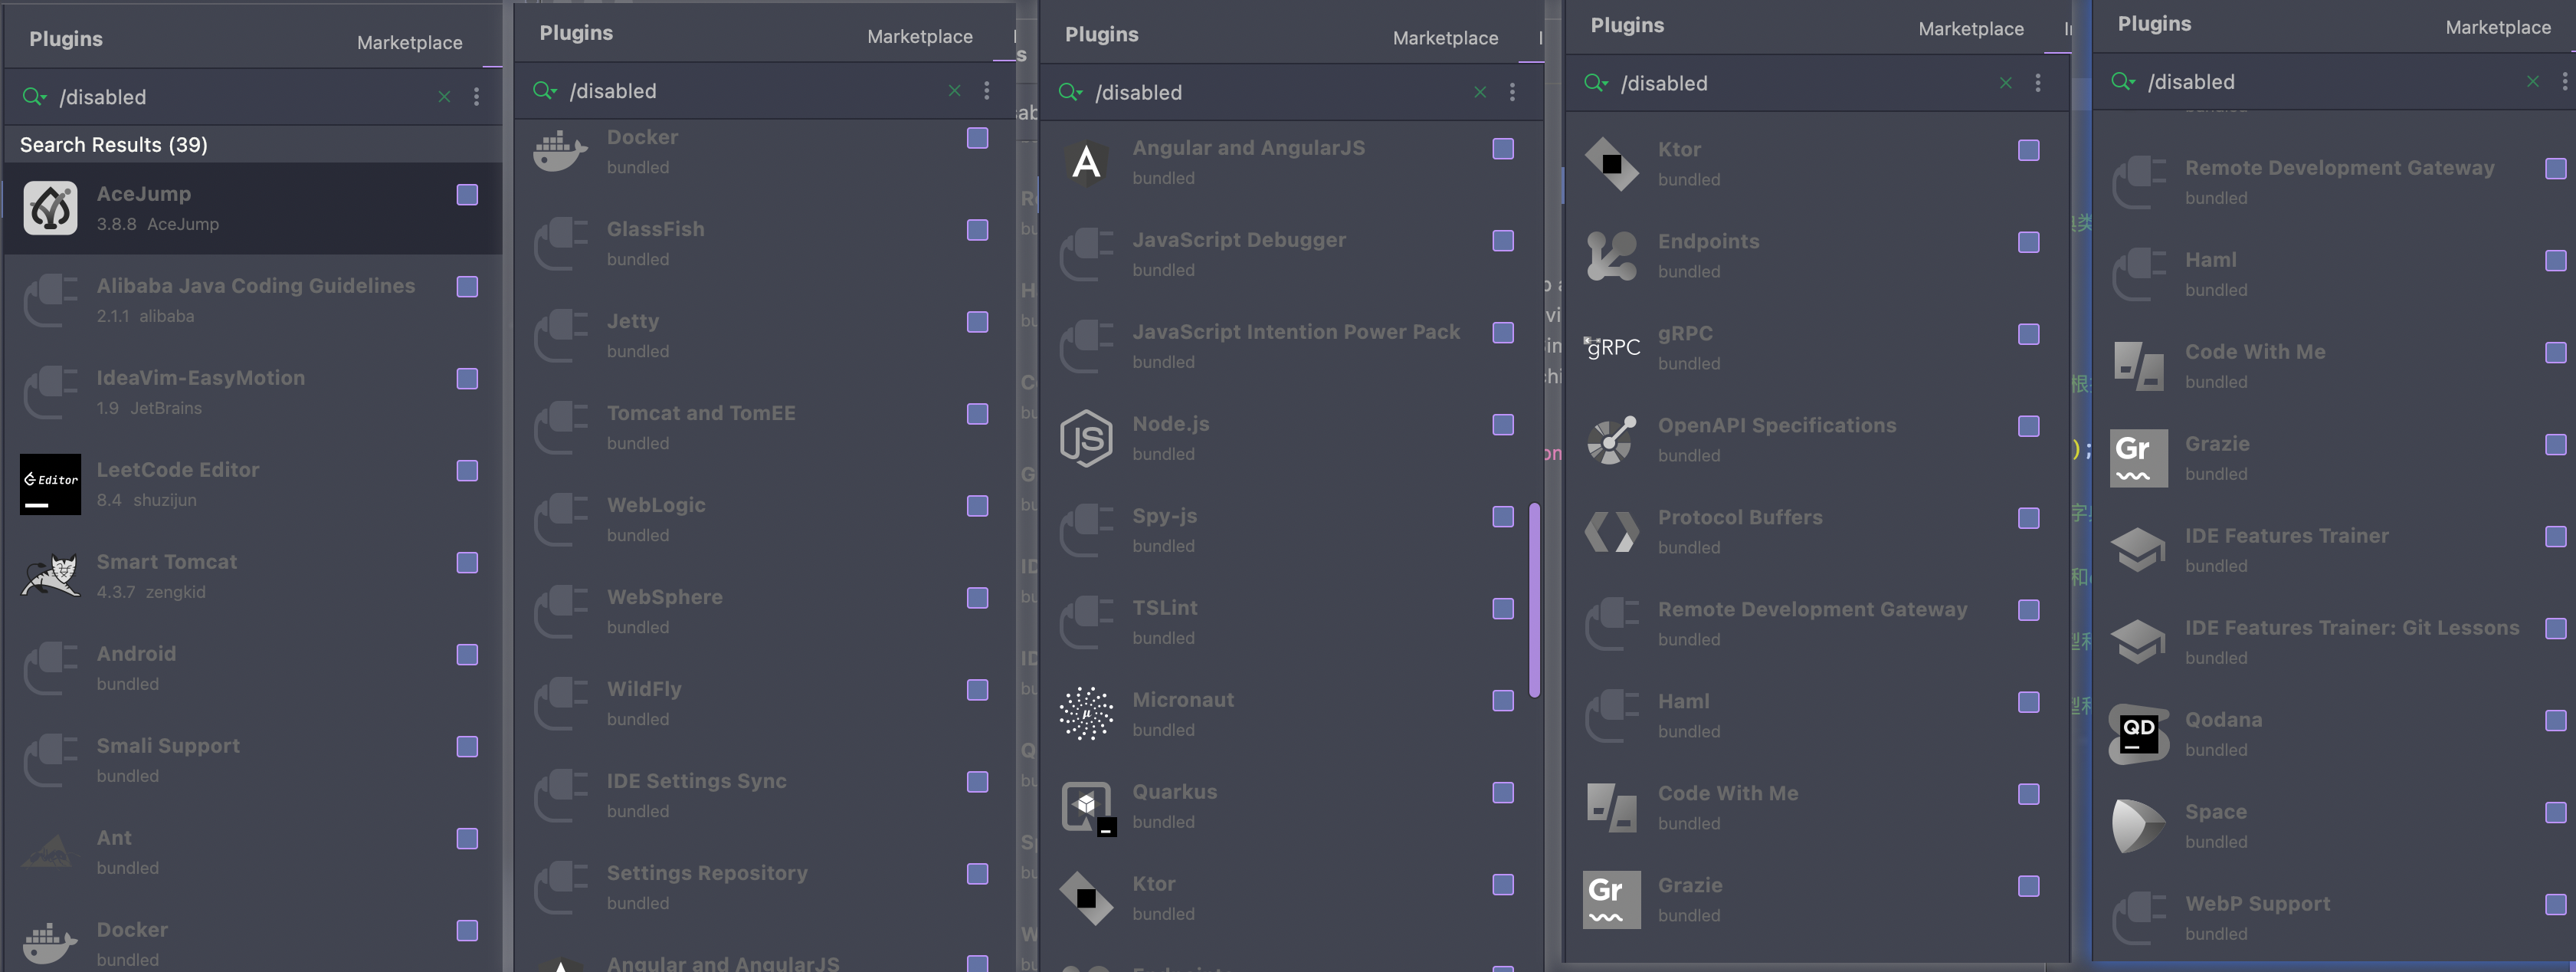 Plugins
Marketplace
/disabled
Search Results (39)
AceJump
3.8.8 AceJump
Alibaba Java Coding Guidelines
2.1.1 alibaba
IdeaVim-EasyMotion
1.9 JetBrains
Editor
LeetCode Editor
8.4 shuzijun
Smart Tomcat
4.3.7 zengkid
Android
bundled
Smali Support
bundled
Ant
bundled
Docker
bundled
Plugins
Marketplace
/disabled
Docker
bundled
GlassFish
bundled
Jetty
bundled
Tomcat and TomEE
bundled
WebLogic
bundled
WebSphere
bundled
WildFly
bundled
IDE Settings Sync
bundled
Settings Repository
bundled
Angular and AngularJS
Plugins
Marketplace
/disabled
A
Angular and AngularJS
bundled
JavaScript Debugger
bundled
JavaScript Intention Power Pack
bundled
JS
Node.js
bundled
Spy-js
bundled
TSLint
bundled
μ
Micronaut
bundled
Quarkus
bundled
Ktor
bundled
Plugins
Marketplace
/disabled
Ktor
bundled
Endpoints
bundled
gRPC
gRPC
bundled
OpenAPI Specifications
bundled
Protocol Buffers
bundled
Remote Development Gateway
bundled
Haml
bundled
Code With Me
bundled
Gr
Grazie
bundled
Plugins
Marketplace
/disabled
Remote Development Gateway
bundled
Haml
bundled
Code With Me
bundled
Gr
Grazie
bundled
IDE Features Trainer
bundled
IDE Features Trainer: Git Lessons
bundled
QD
Qodana
bundled
Space
bundled
WebP Support
bundled